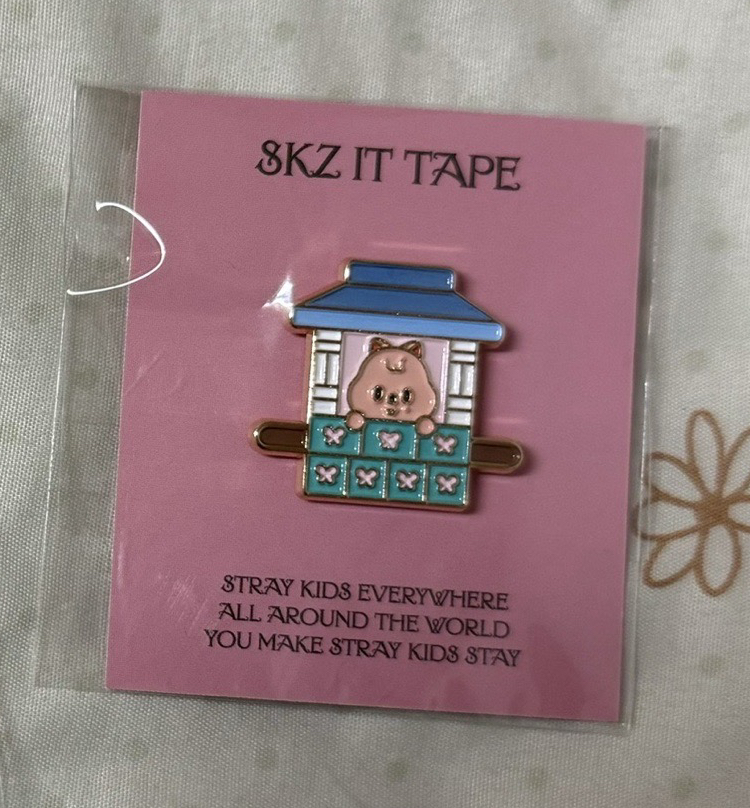 SKZ IT TAPE
STRAY KIDS EVERYWHERE
ALL AROUND THE WORLD
YOU MAKE STRAY KIDS STAY